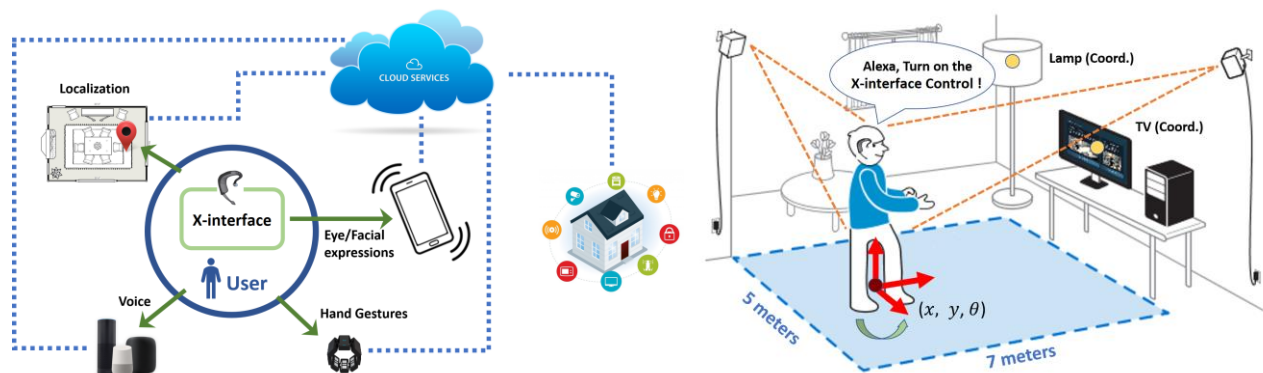 CLOUD SERVICES
Localization
X-interface
Eye/Facial
expressions
User
Voice
Hand Gestures
Alexa, Turn on the
X-interface Control !
Lamp (Coord.)
TV (Coord.)
(x, y, θ)
5 meters
7 meters